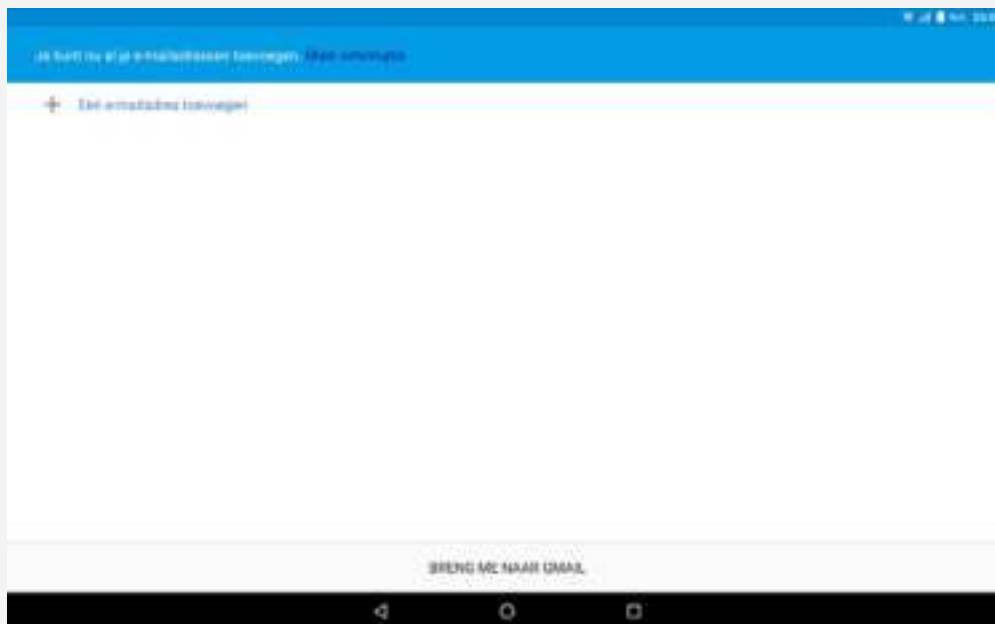 Je kunt nu al je e-mailadressen toevoegen. Meer informatie
Een e-mailadres toevoegen
BRENG ME NAAR GMAIL